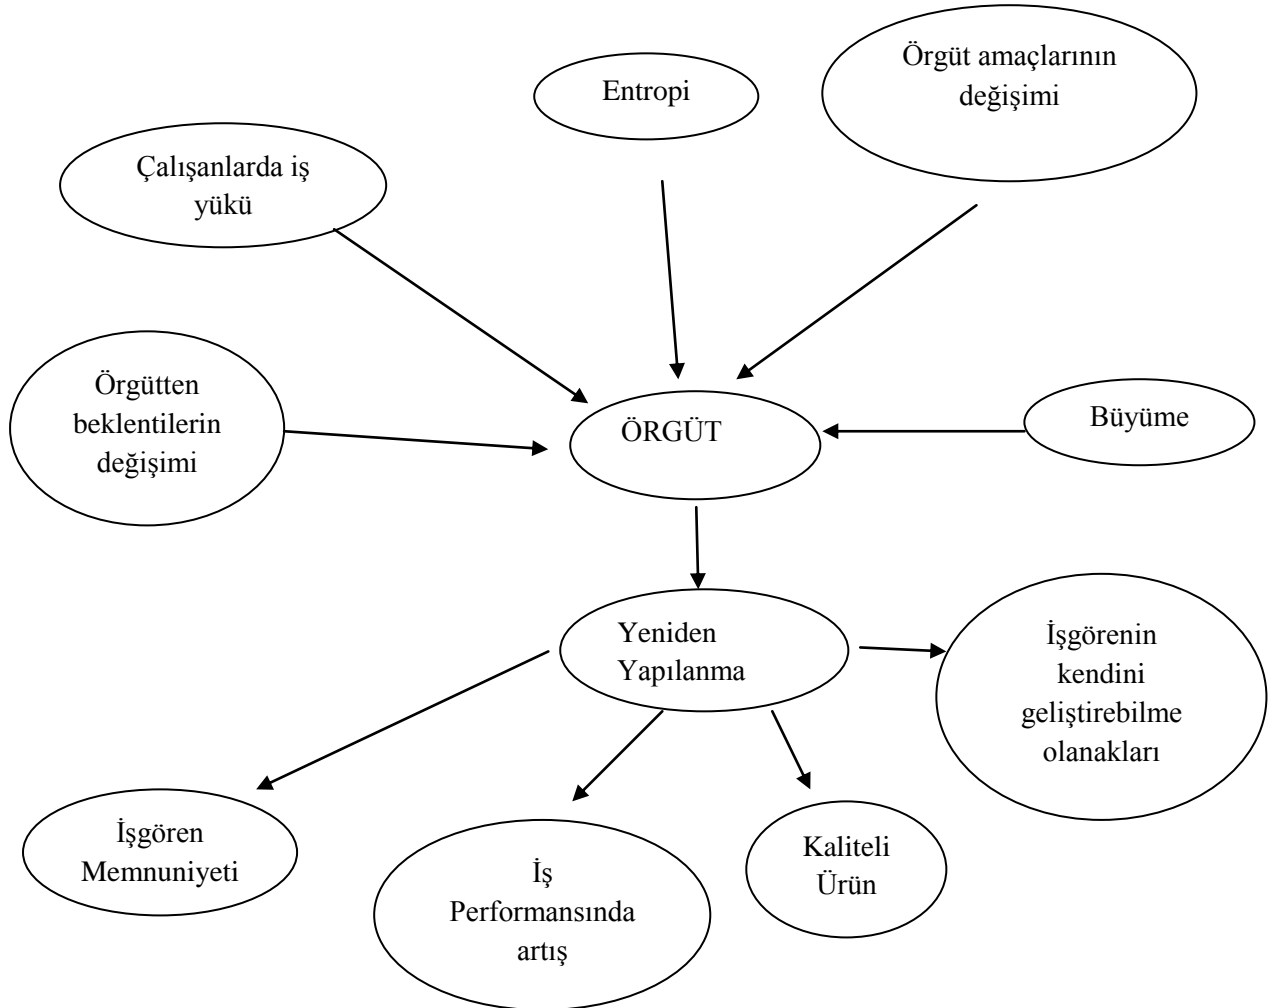 Entropi
Örgüt amaçlarının
değişimi
Çalışanlarda iş
yükü
Örgütten
beklentilerin
değişimi
ÖRGÜT
Büyüme
Yeniden
Yapılanma
İşgörenin
kendini
geliştirebilme
olanakları
İşgören
Memnuniyeti
İş
Performansında
artış
Kaliteli
Ürün